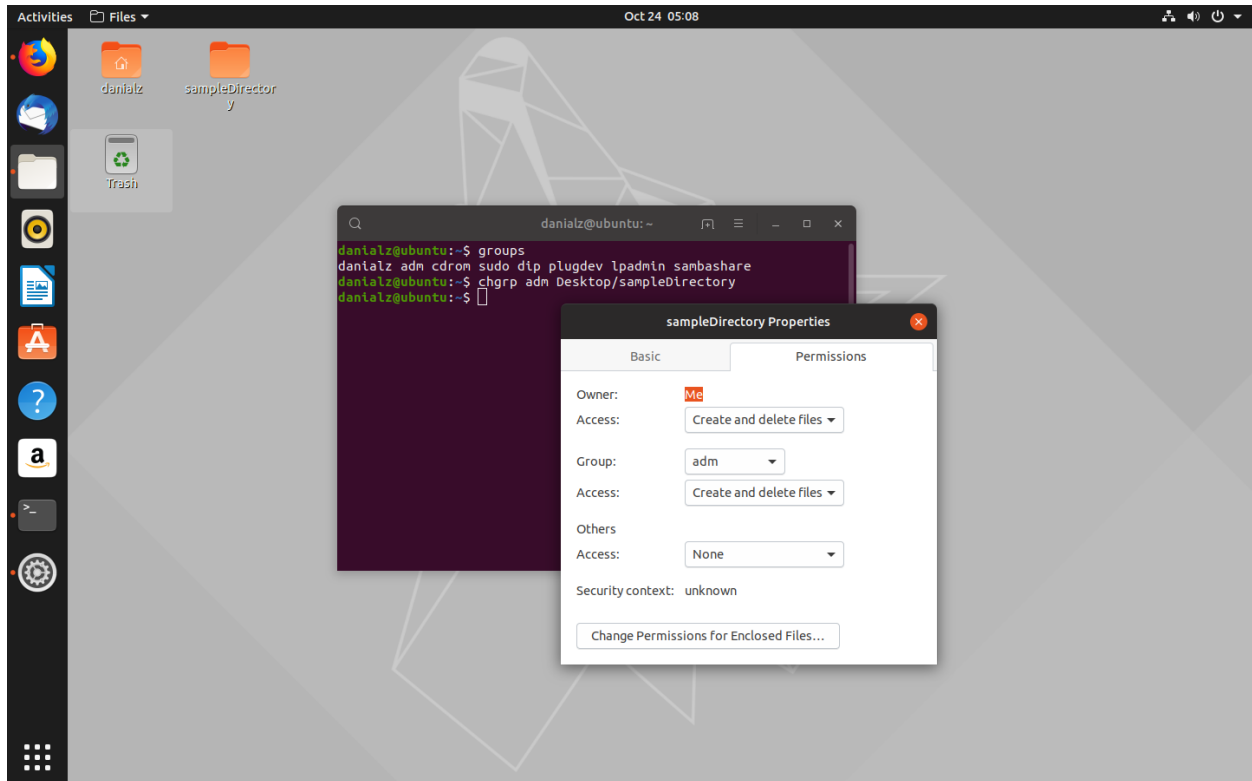 Activities Files Oct 24 05:08
danialz
sampleDirector
y
Trash
danialz@ubuntu: ~
danialz@ubuntu:~$ groups
danialz adm cdrom sudo dip plugdev lpadmin sambashare
danialz@ubuntu:~$ chgrp adm Desktop/sampleDirectory
danialz@ubuntu:~$
sampleDirectory Properties
Basic Permissions
Owner: Me
Access: Create and delete files
Group: adm
Access: Create and delete files
Others
Access: None
Security context: unknown
Change Permissions for Enclosed Files…